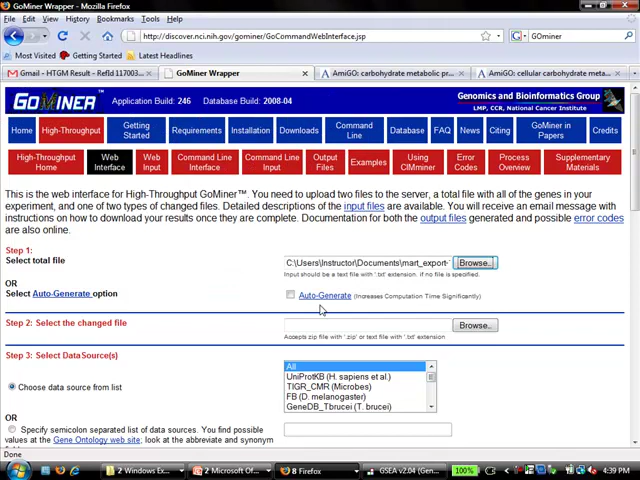 GoMiner Wrapper - Mozilla Firefox
File Edit View History Bookmarks Tools Help
http://discover.nci.nih.gov/gominer/GoCommandWebInterface.jsp
GOminer
Most Visited Getting Started Latest Headlines
Gmail - HTGM Result - RefId 117003...
GoMiner Wrapper
AmiGO: carbohydrate metabolic pr...
AmiGO: cellular carbohydrate meta...
GOMINER™ Application Build: 246 Database Build: 2008-04
Genomics and Bioinformatics Group
LMP, CCR, National Cancer Institute
Home High-Throughput Getting Started Requirements Installation Downloads Command Line Database FAQ News Citing GoMiner in Papers Credits
High-Throughput Home Web Interface Web Input Command Line Interface Command Line Input Output Files Examples Using CIMminer Error Codes Process Overview Supplementary Materials
This is the web interface for High-Throughput GoMiner™. You need to upload two files to the server, a total file with all of the genes in your
experiment, and one of two types of changed files. Detailed descriptions of the input files are available. You will receive an email message with
instructions on how to download your results once they are complete. Documentation for both the output files generated and possible error codes
are also online.
Step 1:
Select total file
C:\Users\Instructor\Documents\mart_export- Browse..
Input should be a text file with '.txt' extension. if no file is specified.
OR
Select Auto-Generate option
Auto-Generate (Increases Computation Time Significantly)
Step 2: Select the changed file
Browse..
Accepts zip file with '.zip' or text file with '.txt' extension
Step 3: Select DataSource(s)
Choose data source from list
All
UniProtKB (H. sapiens et al.)
TIGR_CMR (Microbes)
FB (D. melanogaster)
GeneDB_Tbrucei (T. brucei)
OR
Specify semicolon separated list of data sources. You find possible
values at the Gene Ontology web site; look at the abbreviate and synonym
Done
2 Windows Ex... 2 Microsoft Of... 8 Firefox GSEA v2.04 (Gen... 100% 4:39 PM